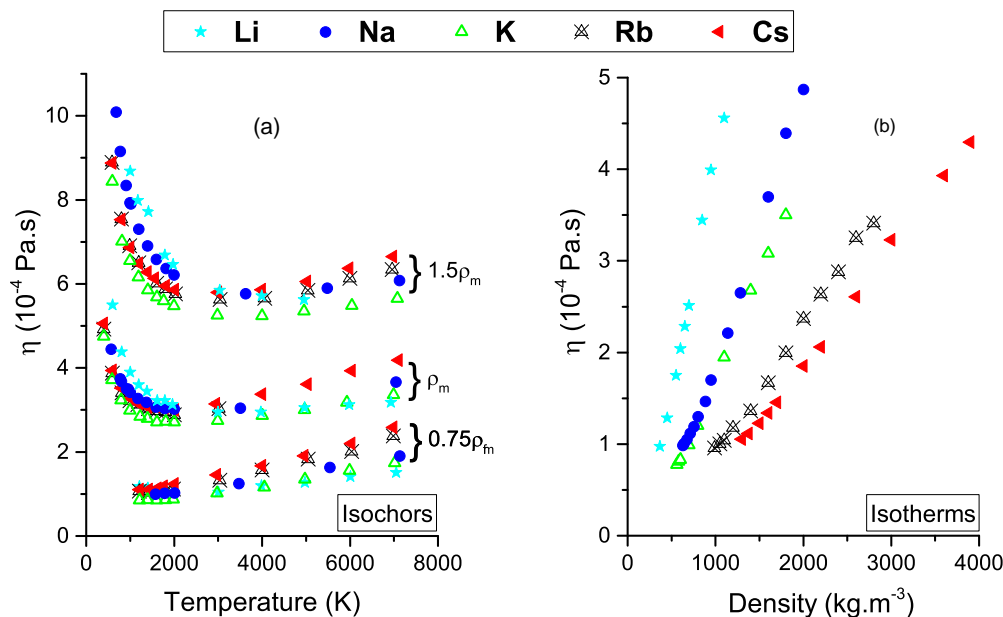 Li Na K Rb Cs
(a)
10
8
6
4
2
0
η (10⁻⁴ Pa.s)
1.5ρm
ρm
0.75ρfn
Isochors
0 2000 4000 6000 8000
Temperature (K)
(b)
5
4
3
2
1
0
η (10⁻⁴ Pa.s)
Isotherms
0 1000 2000 3000 4000
Density (kg.m⁻³)